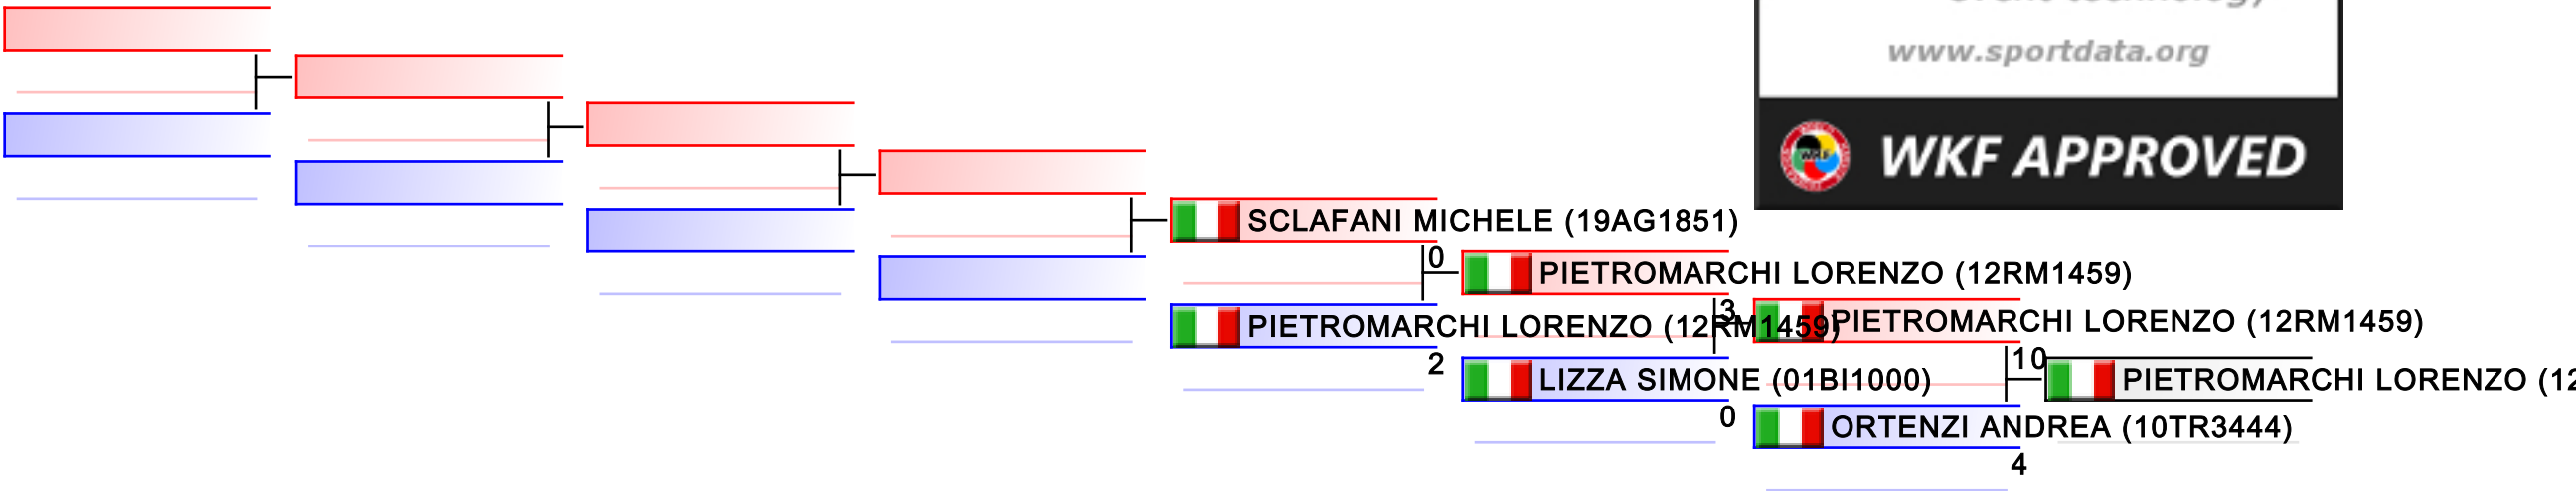 www.sportdata.org
WKF APPROVED
SCLAFANI MICHELE (19AG1851)
0
PIETROMARCHI LORENZO (12RM1459)
PIETROMARCHI LORENZO (12RM1459)
2
3
PIETROMARCHI LORENZO (12RM1459)
LIZZA SIMONE (01BI1000)
0
10
PIETROMARCHI LORENZO (12
ORTENZI ANDREA (10TR3444)
4